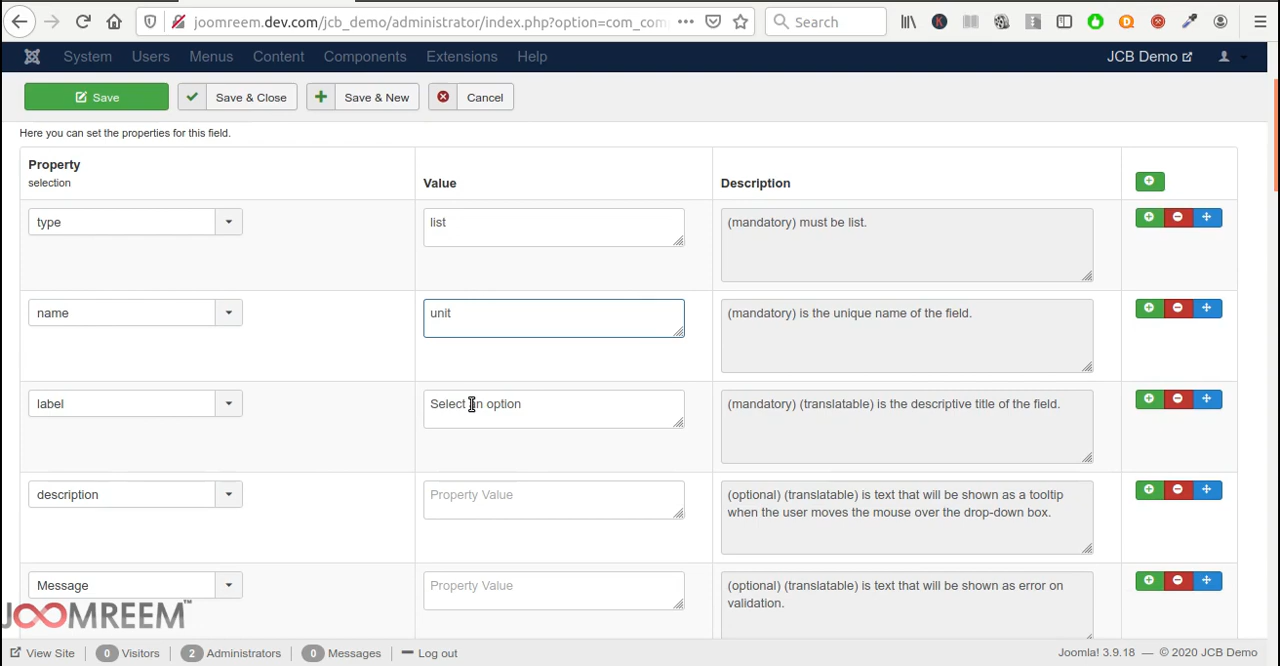 joomreem.dev.com/jcb_demo/administrator/index.php?option=com_com
Search
System
Users
Menus
Content
Components
Extensions
Help
JCB Demo
Save
Save & Close
Save & New
Cancel
Here you can set the properties for this field.
Property
selection
Value
Description
type
list
(mandatory) must be list.
name
unit
(mandatory) is the unique name of the field.
label
Select an option
(mandatory) (translatable) is the descriptive title of the field.
description
Property Value
(optional) (translatable) is text that will be shown as a tooltip
when the user moves the mouse over the drop-down box.
Message
Property Value
(optional) (translatable) is text that will be shown as error on
validation.
JOOMREEM™
View Site
0 Visitors
2 Administrators
0 Messages
Log out
Joomla! 3.9.18 — © 2020 JCB Demo